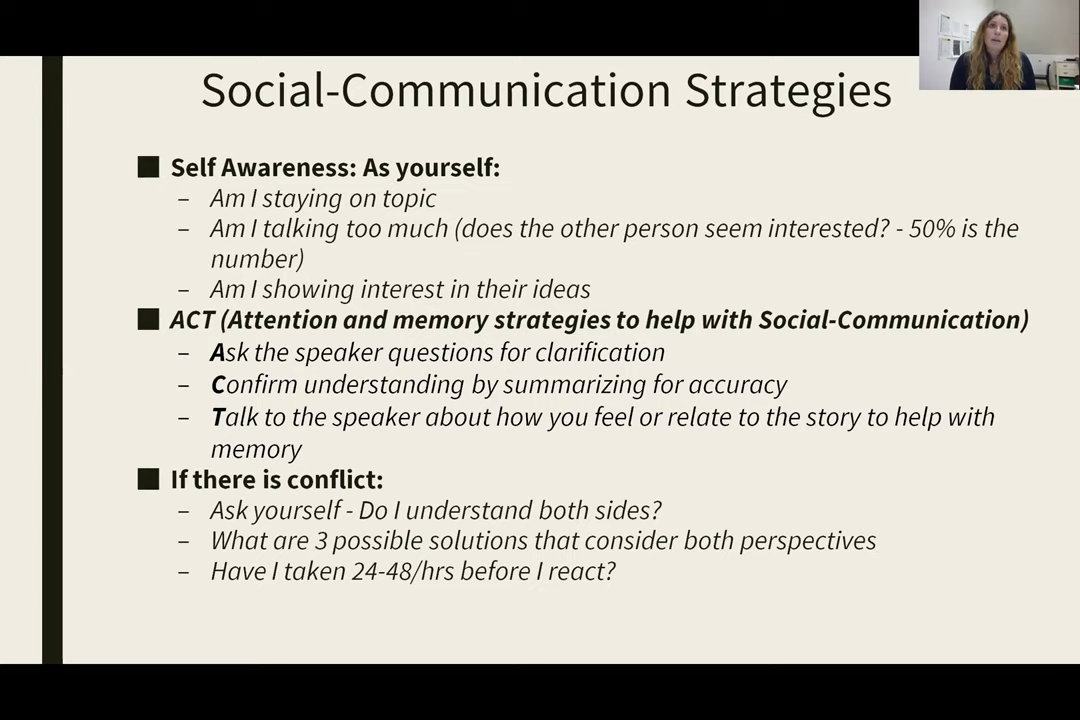 Social-Communication Strategies
■ Self Awareness: As yourself:
– Am I staying on topic
– Am I talking too much (does the other person seem interested? - 50% is the
number)
– Am I showing interest in their ideas
■ ACT (Attention and memory strategies to help with Social-Communication)
– Ask the speaker questions for clarification
– Confirm understanding by summarizing for accuracy
– Talk to the speaker about how you feel or relate to the story to help with
memory
■ If there is conflict:
– Ask yourself - Do I understand both sides?
– What are 3 possible solutions that consider both perspectives
– Have I taken 24-48/hrs before I react?